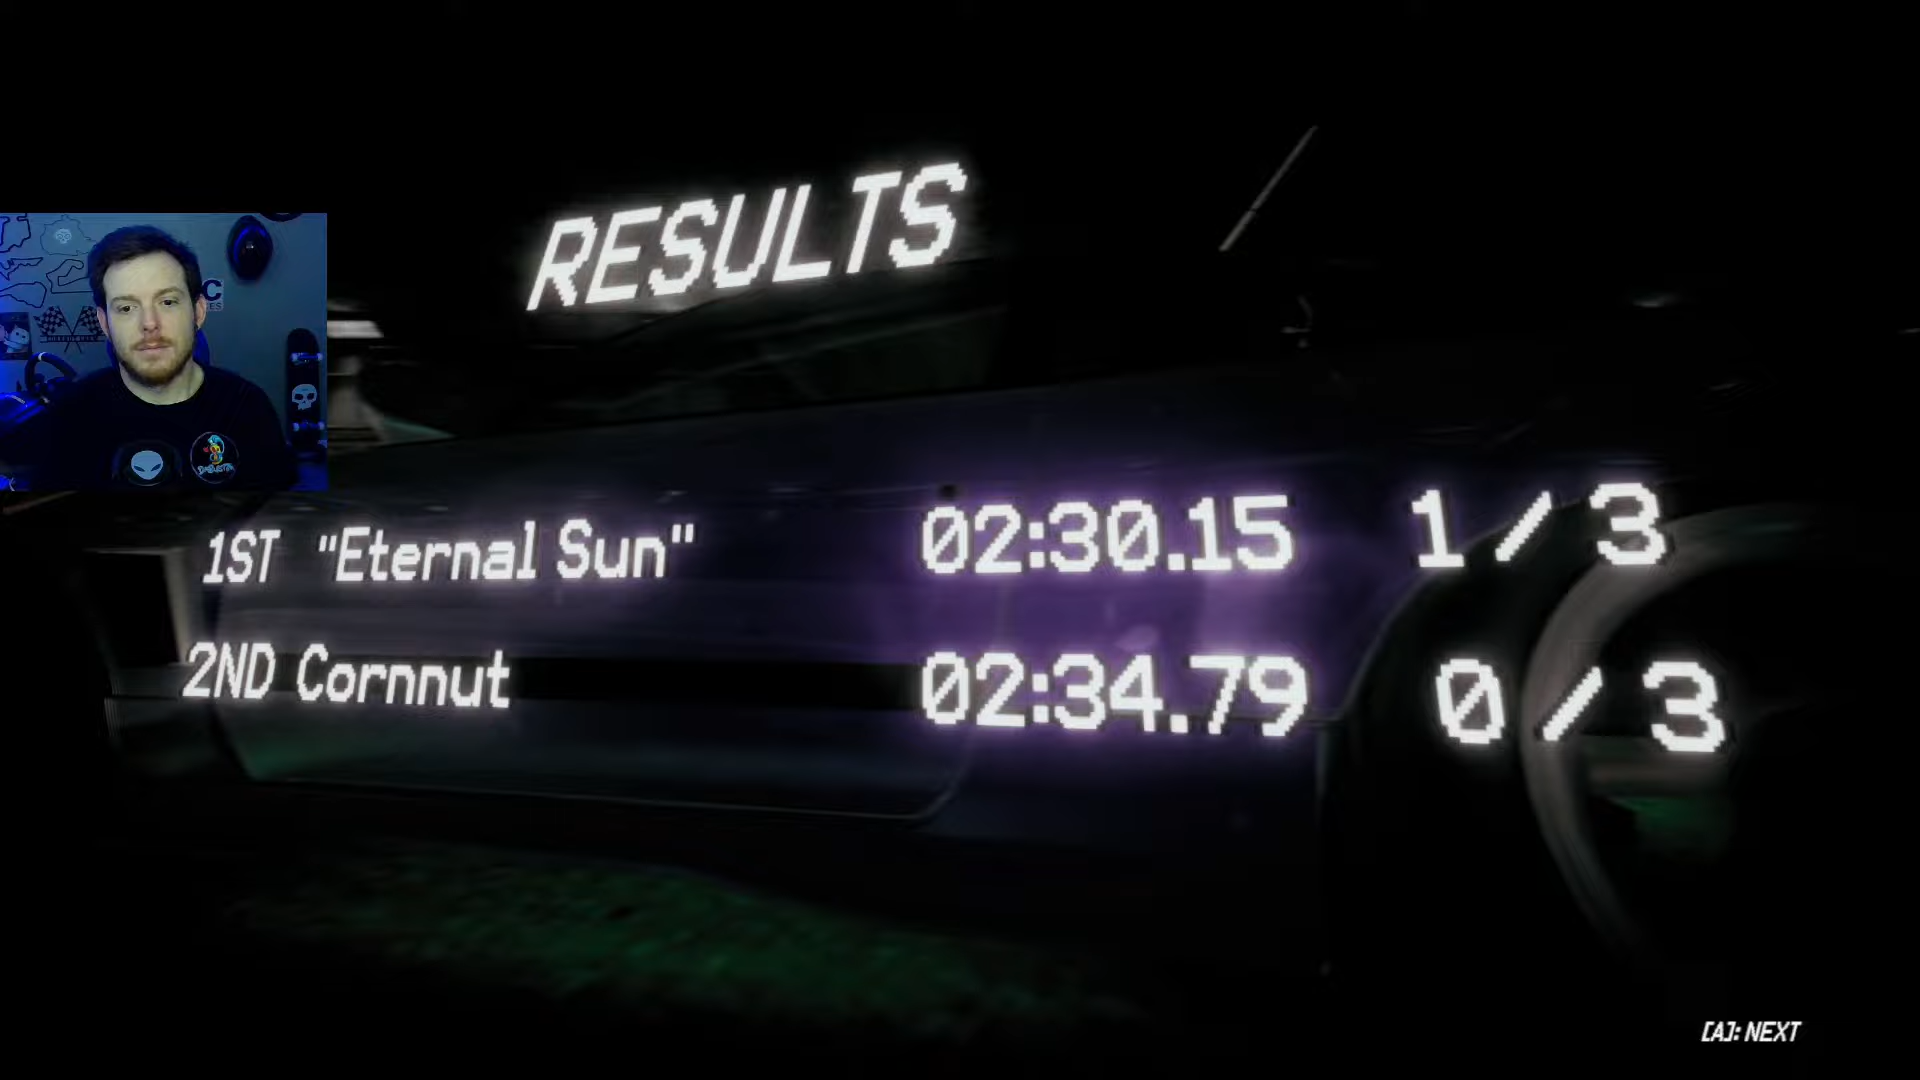 RESULTS
1ST "Eternal Sun" 02:30.15 1/3
2ND Cornnut 02:34.79 0/3
[A]: NEXT